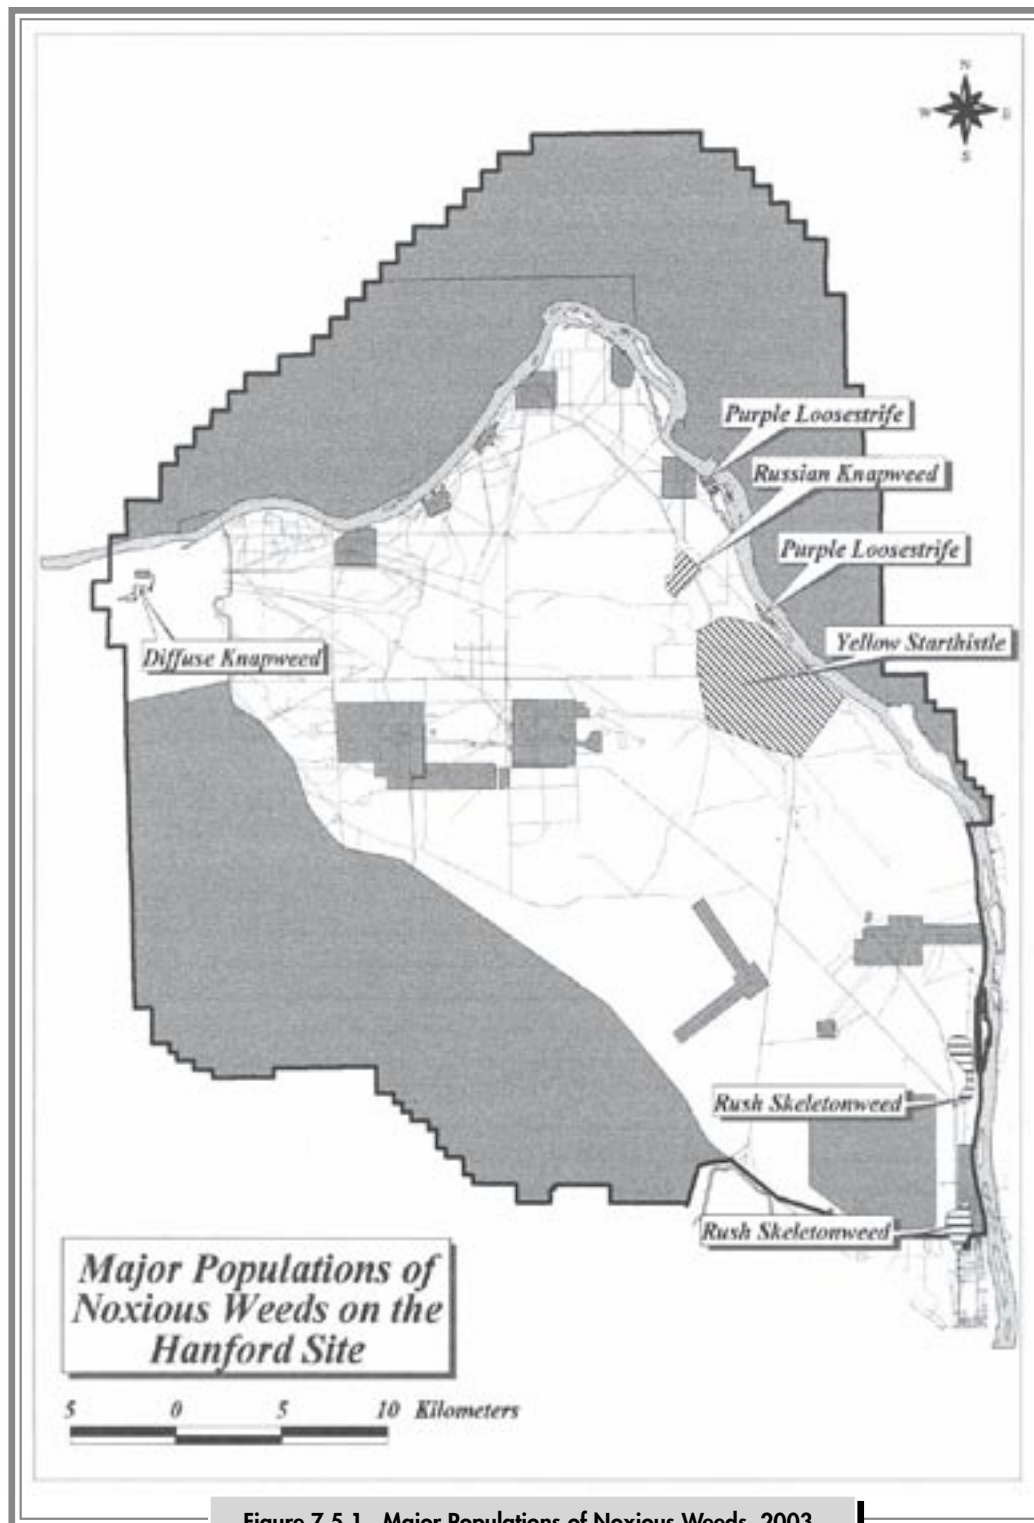 N
W E
S
Purple Loosestrife
Russian Knapweed
Purple Loosestrife
Yellow Starthistle
Diffuse Knapweed
Rush Skeletonweed
Rush Skeletonweed
Major Populations of
Noxious Weeds on the
Hanford Site
5 0 5 10 Kilometers
Figure 7.5.1. Major Populations of Noxious Weeds, 2003